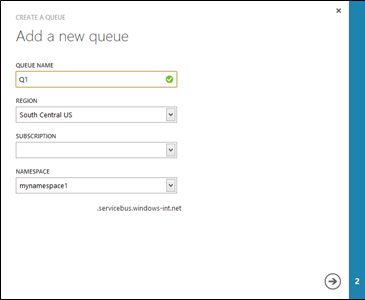 CREATE A QUEUE
Add a new queue
QUEUE NAME
Q1
REGION
South Central US
SUBSCRIPTION
NAMESPACE
mynamespace1
.servicebus.windows-int.net
2